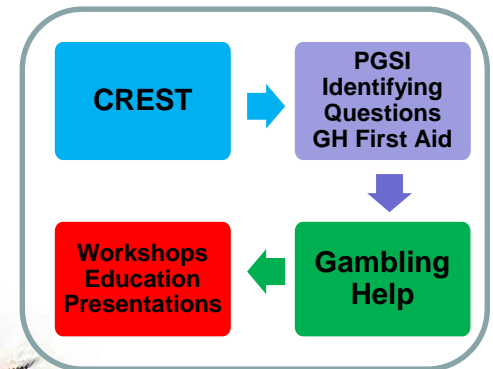 CREST
PGSI
Identifying
Questions
GH First Aid
Workshops
Education
Presentations
Gambling
Help